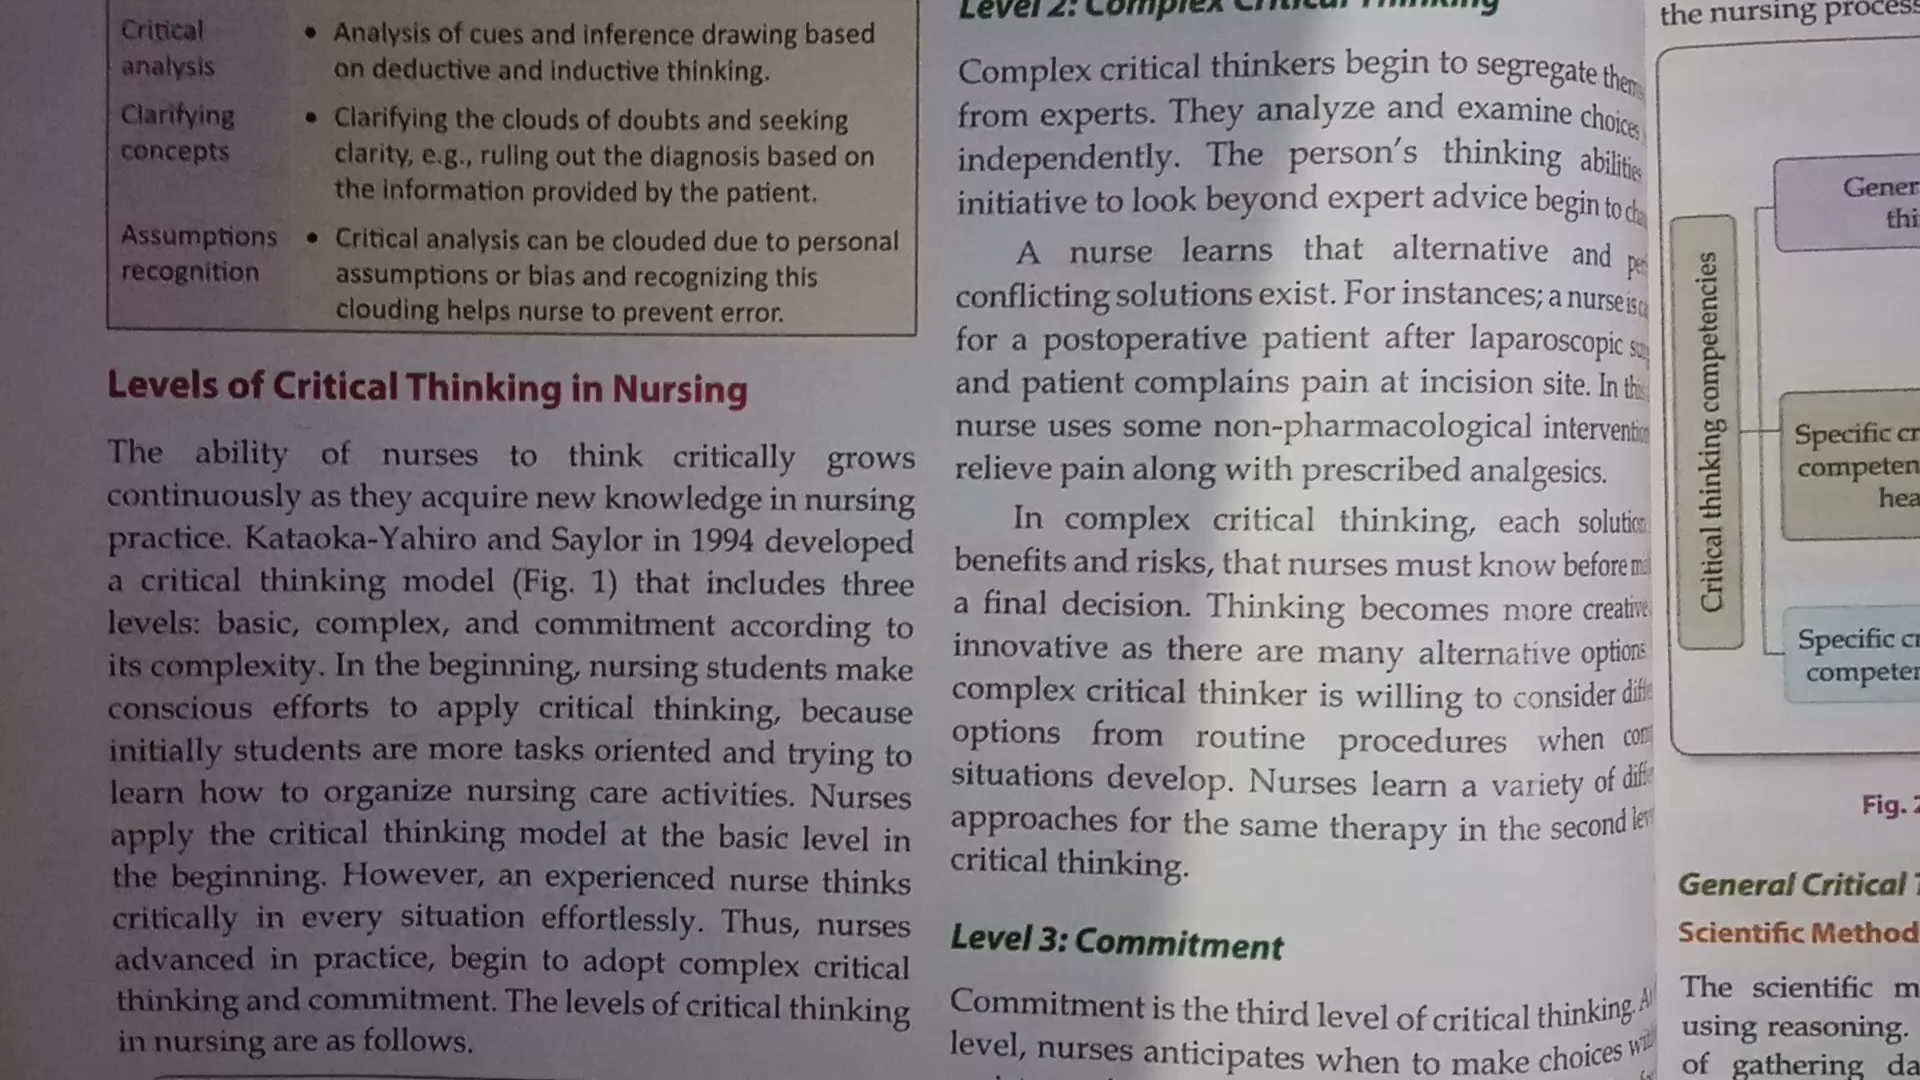 Critical
analysis
• Analysis of cues and inference drawing based
on deductive and inductive thinking.
Clarifying
concepts
• Clarifying the clouds of doubts and seeking
clarity, e.g., ruling out the diagnosis based on
the information provided by the patient.
Assumptions
recognition
• Critical analysis can be clouded due to personal
assumptions or bias and recognizing this
clouding helps nurse to prevent error.
Levels of Critical Thinking in Nursing
The ability of nurses to think critically grows
continuously as they acquire new knowledge in nursing
practice. Kataoka-Yahiro and Saylor in 1994 developed
a critical thinking model (Fig. 1) that includes three
levels: basic, complex, and commitment according to
its complexity. In the beginning, nursing students make
conscious efforts to apply critical thinking, because
initially students are more tasks oriented and trying to
learn how to organize nursing care activities. Nurses
apply the critical thinking model at the basic level in
the beginning. However, an experienced nurse thinks
critically in every situation effortlessly. Thus, nurses
advanced in practice, begin to adopt complex critical
thinking and commitment. The levels of critical thinking
in nursing are as follows.
Level 2: Complex Critical Thinking
Complex critical thinkers begin to segregate
from experts. They analyze and examine choices
independently. The person's thinking abilities
initiative to look beyond expert advice begin to
A nurse learns that alternative and
conflicting solutions exist. For instances; a nurse is
for a postoperative patient after laparoscopic
and patient complains pain at incision site. In
nurse uses some non-pharmacological
relieve pain along with prescribed analgesics.
In complex critical thinking, each
benefits and risks, that nurses must know before
a final decision. Thinking becomes more creative
innovative as there are many alternative options
complex critical thinker is willing to consider
options from routine procedures when
situations develop. Nurses learn a variety of
approaches for the same therapy in the second
critical thinking.
Level 3: Commitment
Commitment is the third level of critical thinking.
level, nurses anticipates when to make choices
the nursing process
Critical thinking competencies
Specific
Specific
Fig.
General Critical
Scientific Method
The scientific
using reasoning.
of gathering